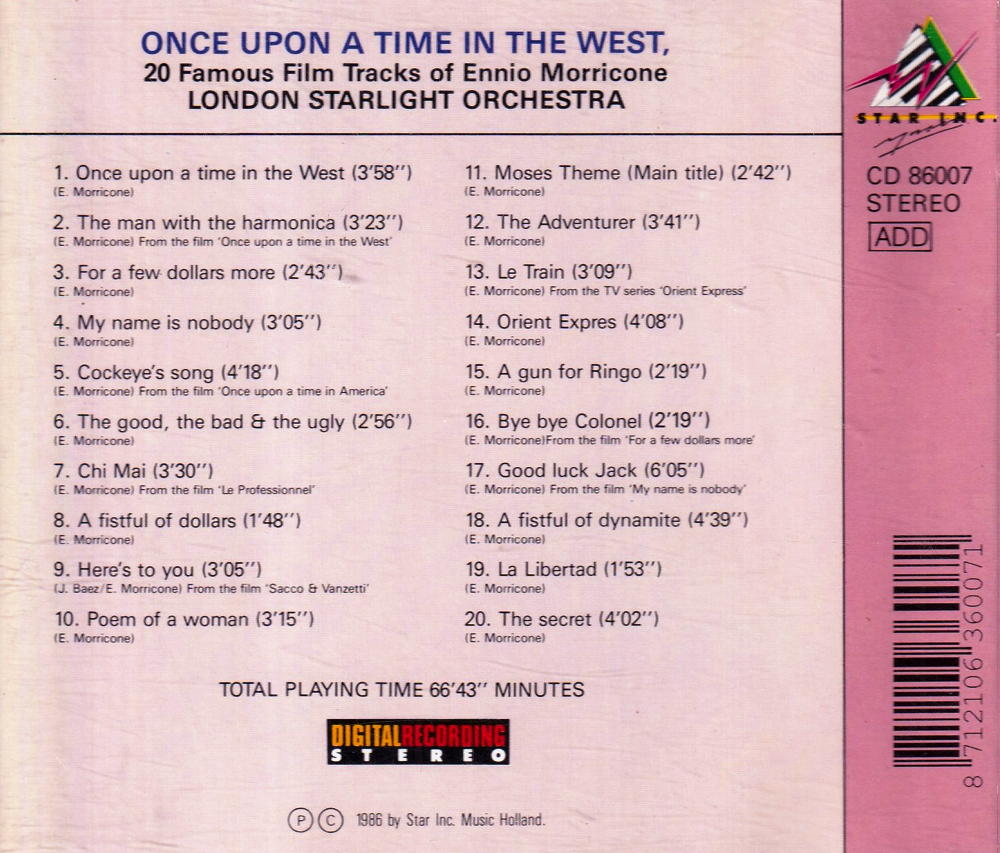 ONCE UPON A TIME IN THE WEST,
20 Famous Film Tracks of Ennio Morricone
LONDON STARLIGHT ORCHESTRA
1. Once upon a time in the West (3'58'')
(E. Morricone)
2. The man with the harmonica (3'23'')
(E. Morricone) From the film 'Once upon a time in the West'
3. For a few dollars more (2'43'')
(E. Morricone)
4. My name is nobody (3'05'')
(E. Morricone)
5. Cockeye's song (4'18'')
(E. Morricone) From the film 'Once upon a time in America'
6. The good, the bad & the ugly (2'56'')
(E. Morricone)
7. Chi Mai (3'30'')
(E. Morricone) From the film 'Le Professionnel'
8. A fistful of dollars (1'48'')
(E. Morricone)
9. Here's to you (3'05'')
(J. Baez/E. Morricone) From the film 'Sacco & Vanzetti'
10. Poem of a woman (3'15'')
(E. Morricone)
11. Moses Theme (Main title) (2'42'')
(E. Morricone)
12. The Adventurer (3'41'')
(E. Morricone)
13. Le Train (3'09'')
(E. Morricone) From the TV series 'Orient Express'
14. Orient Expres (4'08'')
(E. Morricone)
15. A gun for Ringo (2'19'')
(E. Morricone)
16. Bye bye Colonel (2'19'')
(E. Morricone)From the film 'For a few dollars more'
17. Good luck Jack (6'05'')
(E. Morricone) From the film 'My name is nobody'
18. A fistful of dynamite (4'39'')
(E. Morricone)
19. La Libertad (1'53'')
(E. Morricone)
20. The secret (4'02'')
(E. Morricone)
TOTAL PLAYING TIME 66'43'' MINUTES
DIGITALRECORDING
STEREO
Ⓟ Ⓒ 1986 by Star Inc. Music Holland.
STAR INC.
CD 86007
STEREO
ADD
8 712106 360071